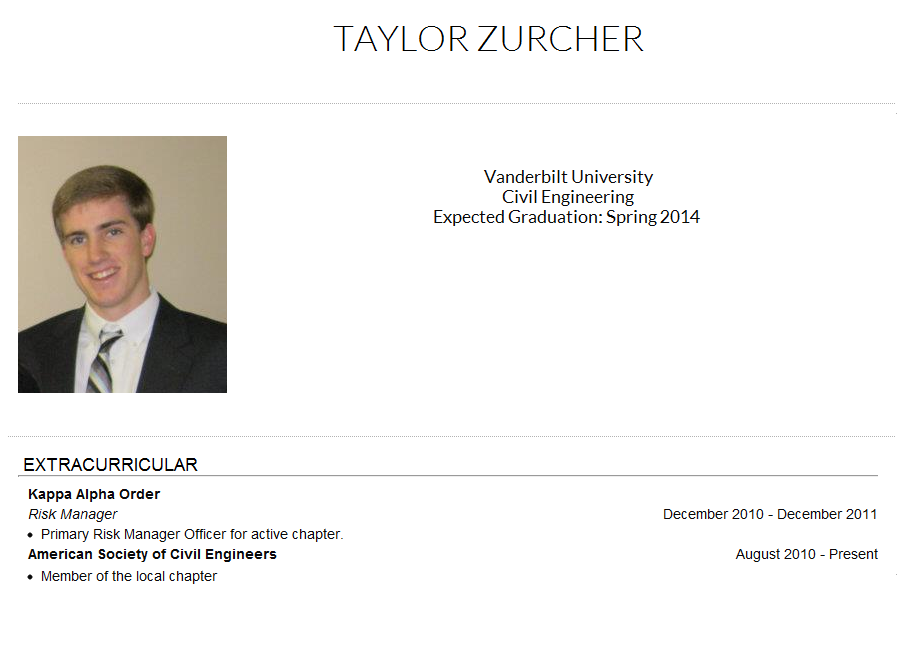 TAYLOR ZURCHER
Vanderbilt University
Civil Engineering
Expected Graduation: Spring 2014
EXTRACURRICULAR
Kappa Alpha Order
Risk Manager December 2010 - December 2011
• Primary Risk Manager Officer for active chapter.
American Society of Civil Engineers August 2010 - Present
• Member of the local chapter